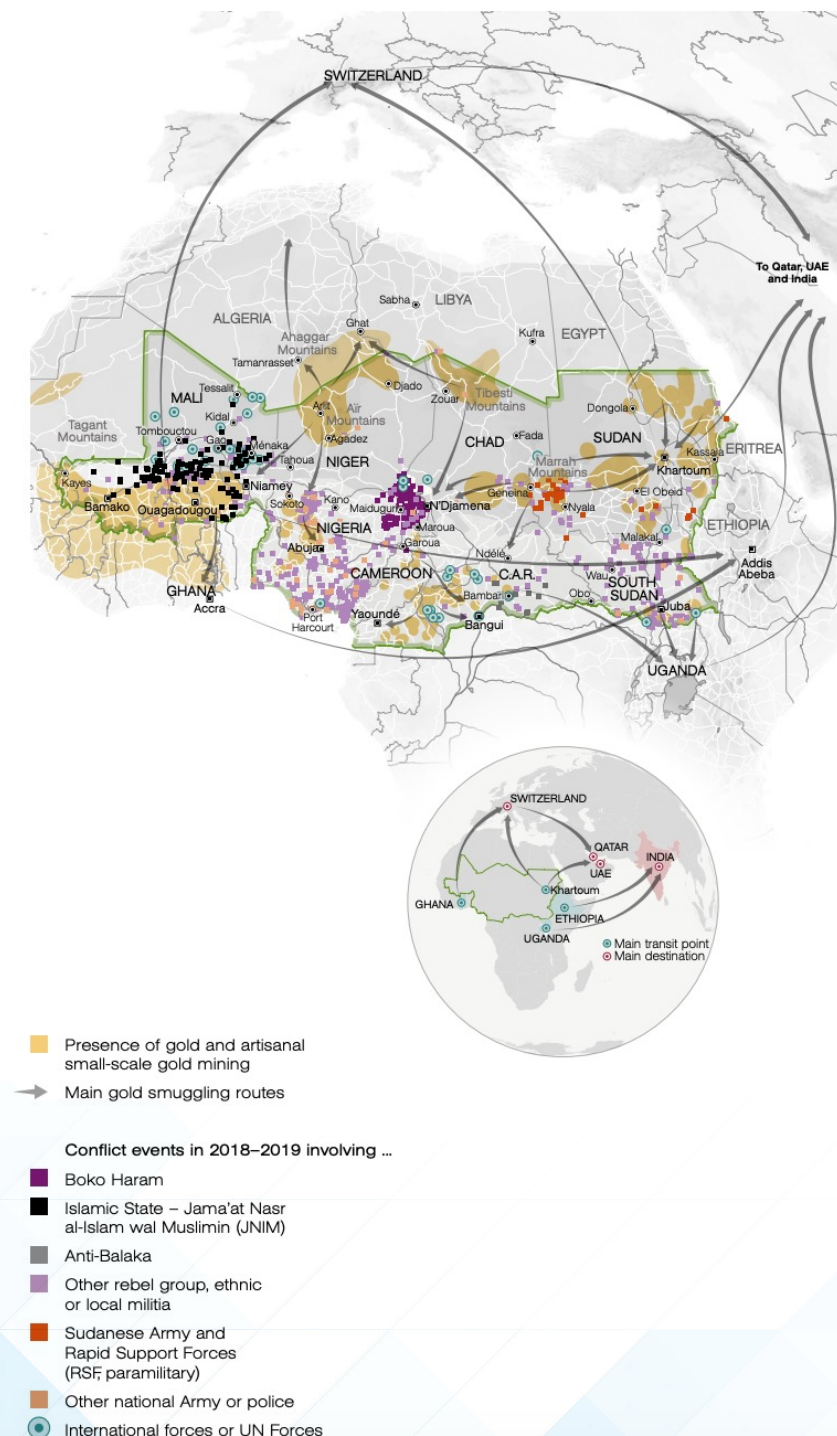 SWITZERLAND
To Qatar, UAE
and India
Sabha
LIBYA
ALGERIA
Ghat
Kufra
EGYPT
Ahaggar
Mountains
Tamanrasset
Djado
Zouar
Tibesti
Mountains
Tessalit
MALI
Arlit
Aïr
Mountains
Dongola
Kidal
Tagant
Mountains
Tombouctou
Gao
Ménaka
Agadez
CHAD
Fada
SUDAN
Kassala
ERITREA
Tahoua
NIGER
Marrah
Mountains
Khartoum
Kayes
Niamey
Geneina
El Obeid
Bamako
Ouagadougou
Sokoto
Kano
Maiduguri
N'Djamena
Nyala
NIGERIA
Maroua
ETHIOPIA
Abuja
Garoua
Malakal
Ndélé
Addis
Abeba
CAMEROON
C.A.R.
Wau
SOUTH
SUDAN
GHANA
Accra
Bambari
Obo
Port
Harcourt
Yaoundé
Bangui
Juba
UGANDA
SWITZERLAND
QATAR
UAE
INDIA
Khartoum
GHANA
ETHIOPIA
UGANDA
Main transit point
Main destination
Presence of gold and artisanal
small-scale gold mining
Main gold smuggling routes
Conflict events in 2018–2019 involving ...
Boko Haram
Islamic State – Jama'at Nasr
al-Islam wal Muslimin (JNIM)
Anti-Balaka
Other rebel group, ethnic
or local militia
Sudanese Army and
Rapid Support Forces
(RSF, paramilitary)
Other national Army or police
International forces or UN Forces